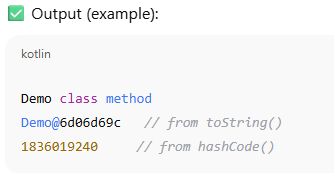 ✅ Output (example):
kotlin
Demo class method
Demo@6d06d69c // from toString()
1836019240 // from hashCode()